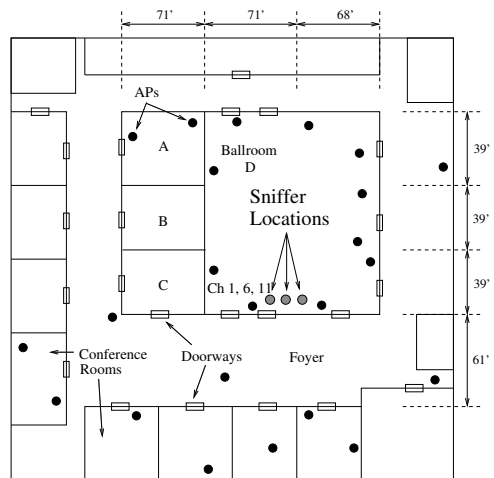 71'
71'
68'
APs
A
Ballroom
D
39'
Sniffer
Locations
B
39'
C
Ch 1, 6, 11
39'
Conference
Rooms
Doorways
Foyer
61'